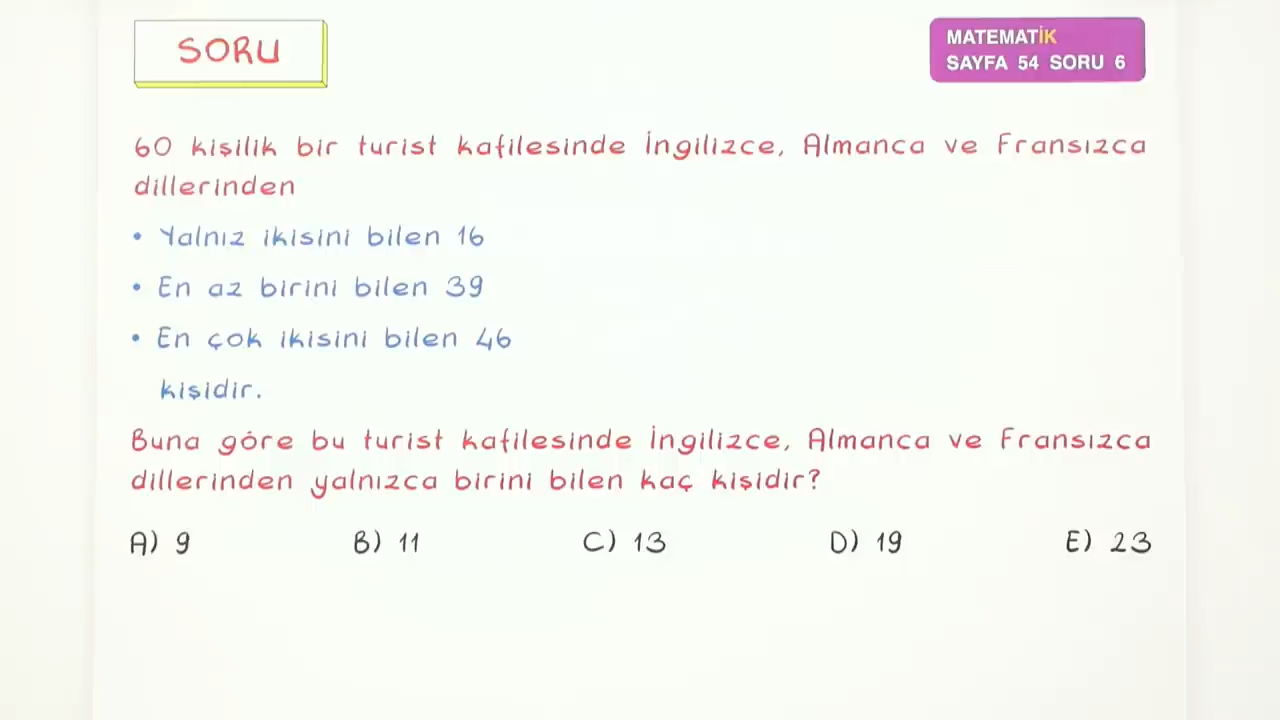 SORU
MATEMATİK
SAYFA 54 SORU 6
60 kişilik bir turist kafilesinde İngilizce, Almanca ve Fransızca
dillerinden
• Yalnız ikisini bilen 16
• En az birini bilen 39
• En çok ikisini bilen 46
kişidir.
Buna göre bu turist kafilesinde İngilizce, Almanca ve Fransızca
dillerinden yalnızca birini bilen kaç kişidir?
A) 9 B) 11 C) 13 D) 19 E) 23